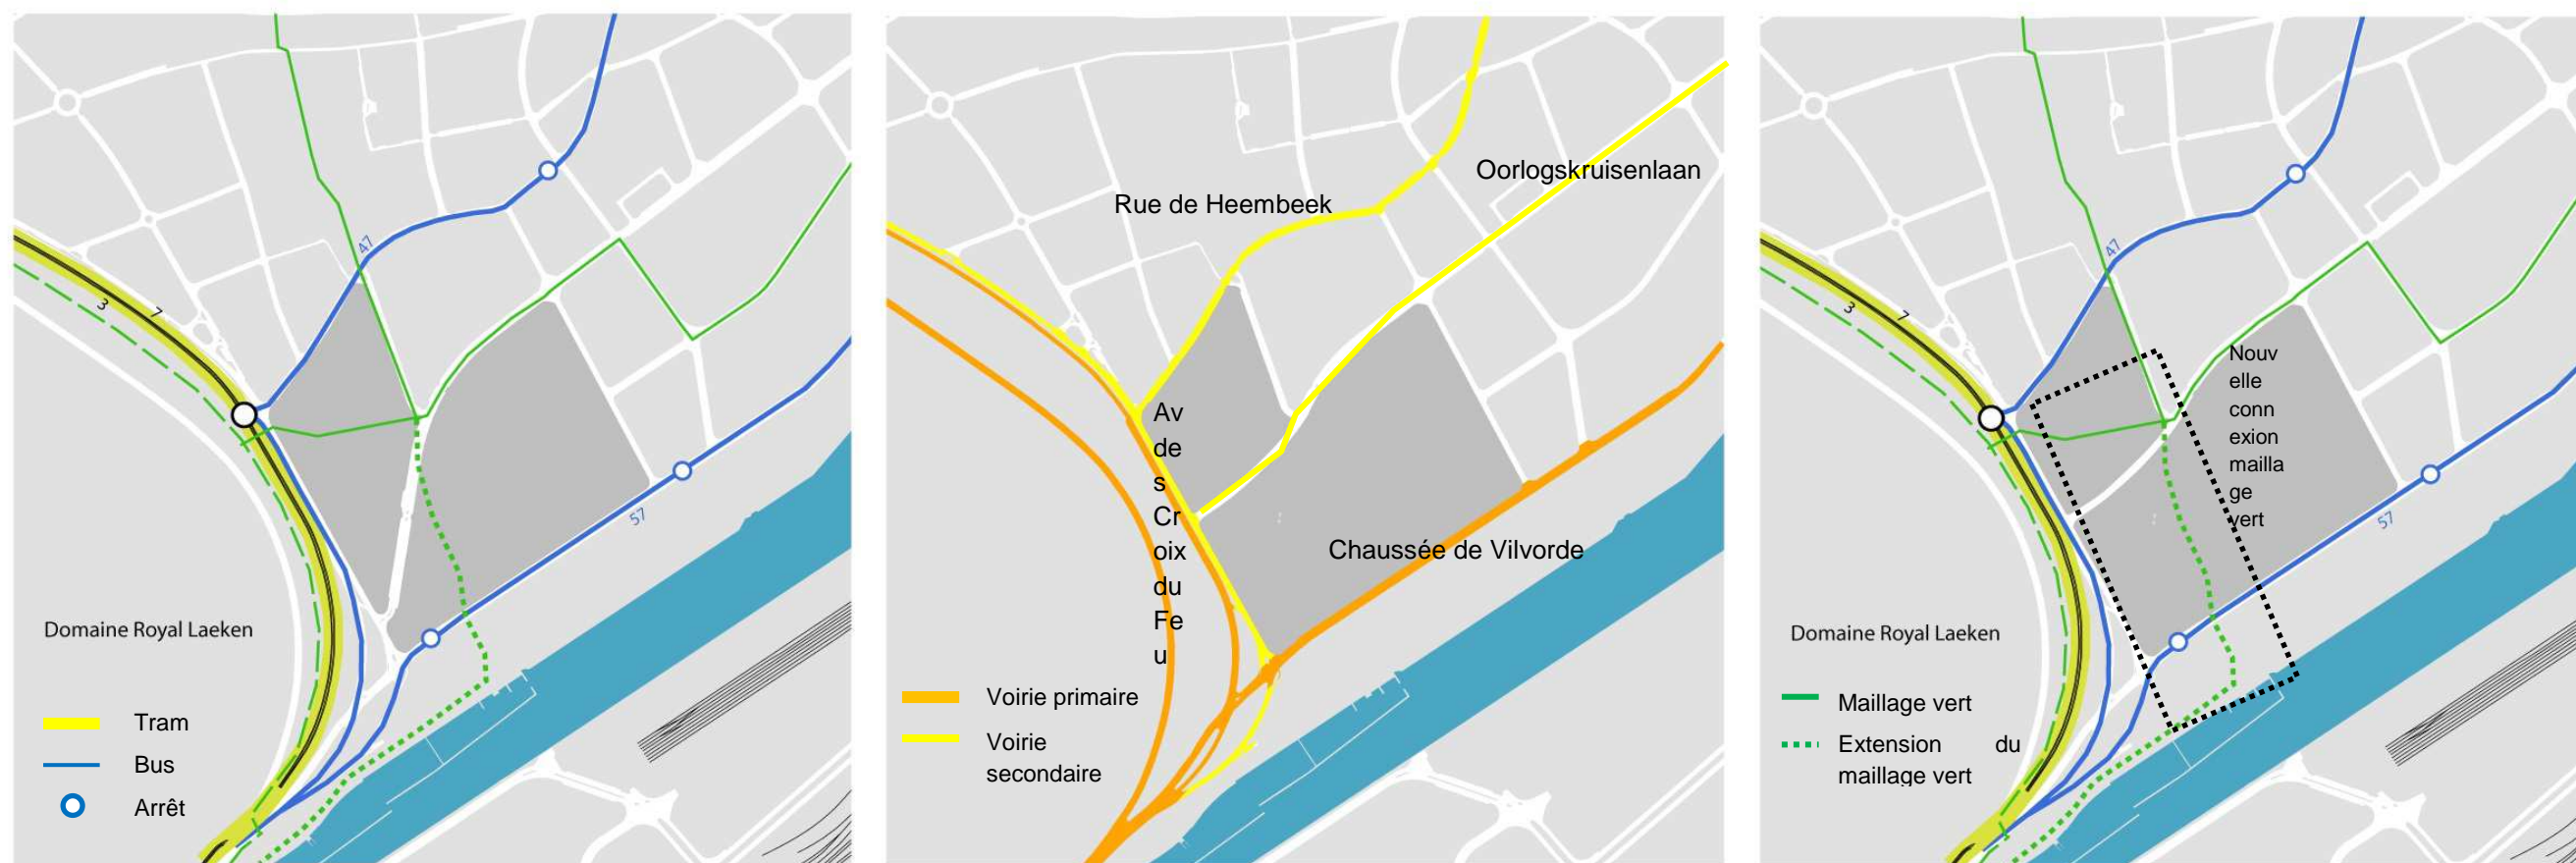 47
3
7
57
Domaine Royal Laeken
Tram
Bus
Arrêt
Oorlogskruisenlaan
Rue de Heembeek
Av
de
s
Cr
oix
du
Fe
u
Chaussée de Vilvorde
Voirie primaire
Voirie
secondaire
47
3
7
Nouv
elle
conn
exion
mailla
ge
vert
57
Domaine Royal Laeken
Maillage vert
Extension du
maillage vert